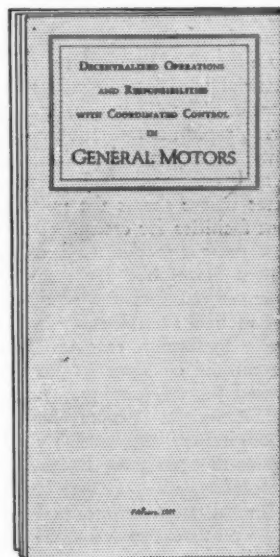 DECENTRALIZED OPERATIONS
AND RESPONSIBILITIES
WITH COORDINATED CONTROL
IN
GENERAL MOTORS